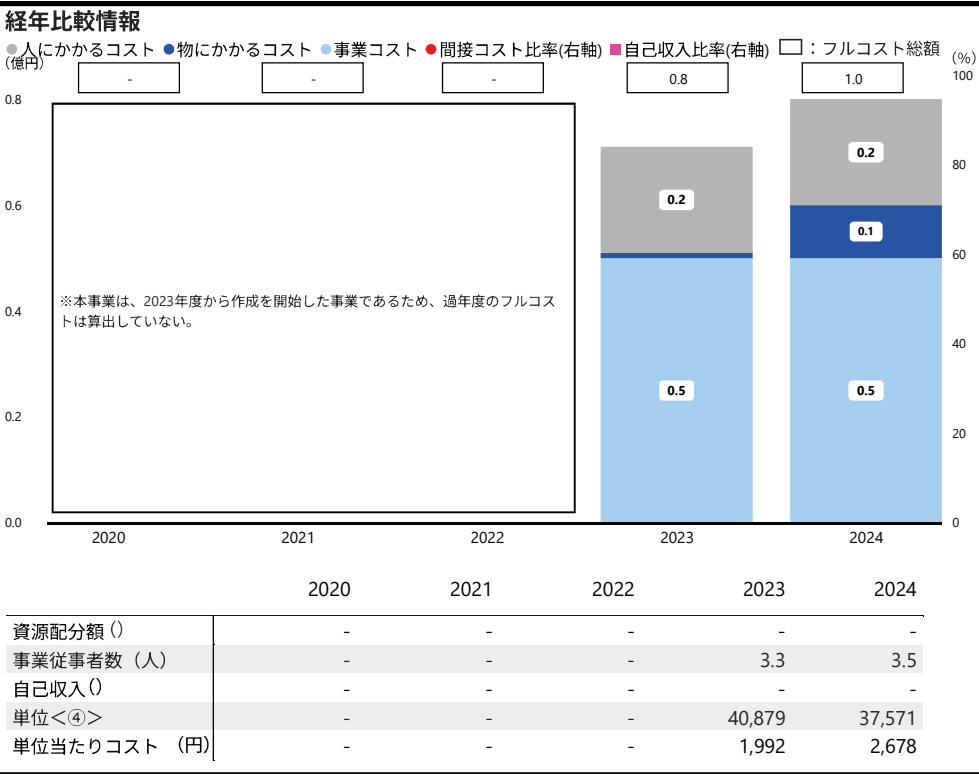 経年比較情報
人にかかるコスト 物にかかるコスト 事業コスト 間接コスト比率(右軸) 自己収入比率(右軸) ：フルコスト総額
(億円) (%)
- - - 0.8 1.0 100
0.8
0.2 80
0.6 0.2
0.1
60
※本事業は、2023年度から作成を開始した事業であるため、過年度のフルコス
トは算出していない。
0.4
40
0.5 0.5
0.2
20
0.0 0
2020 2021 2022 2023 2024
2020 2021 2022 2023 2024
資源配分額() - - - - -
事業従事者数（人） - - - 3.3 3.5
自己収入() - - - - -
単位＜④＞ - - - 40,879 37,571
単位当たりコスト （円） - - - 1,992 2,678